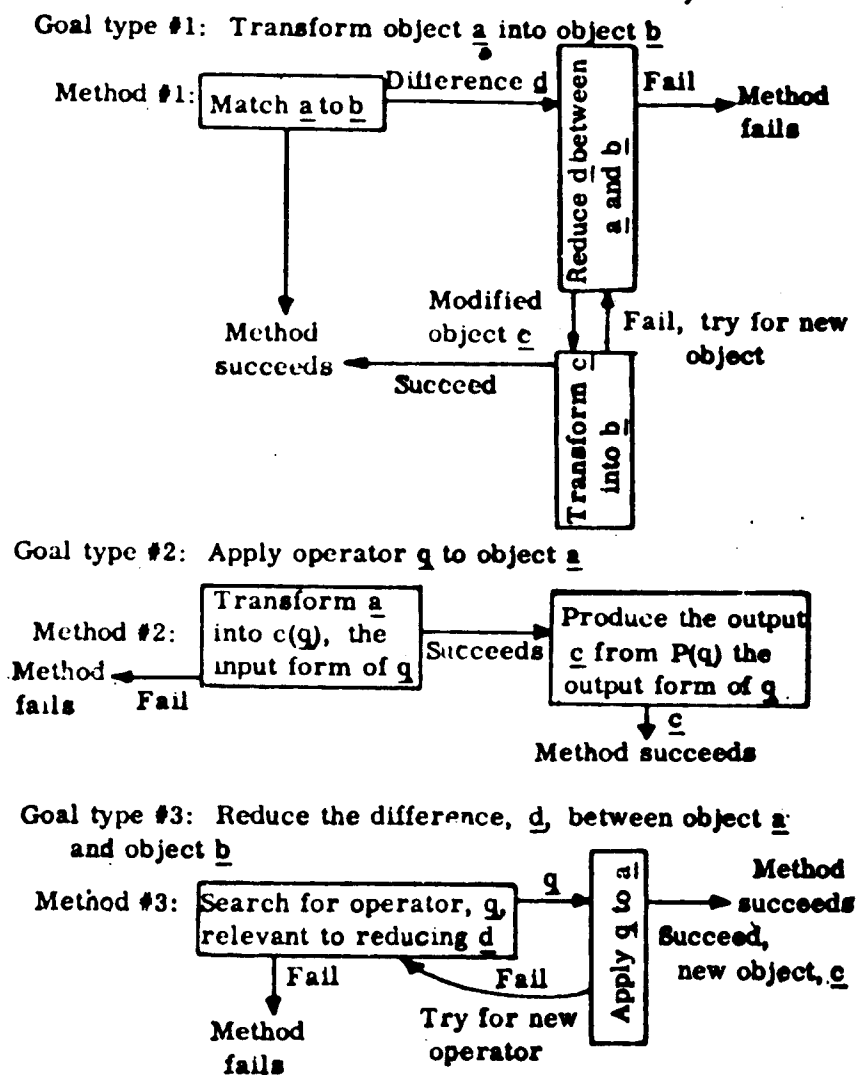 Goal type #1: Transform object a into object b
Method #1:
Match a to b
Difference d
Reduce d between
a and b
Fail
Method
fails
Modified
object c
Fail, try for new
object
Method
succeeds
Succeed
Transform c
into b
Goal type #2: Apply operator q to object a
Method #2:
Transform a
into c(q), the
input form of q
Succeeds
Produce the output
c from P(q) the
output form of q
Method
fails
Fail
c
Method succeeds
Goal type #3: Reduce the difference, d, between object a
and object b
Method #3:
Search for operator, q,
relevant to reducing d
q
Apply q to a
Method
succeeds
Succeed,
new object, c
Fail
Fail
Try for new
operator
Method
fails